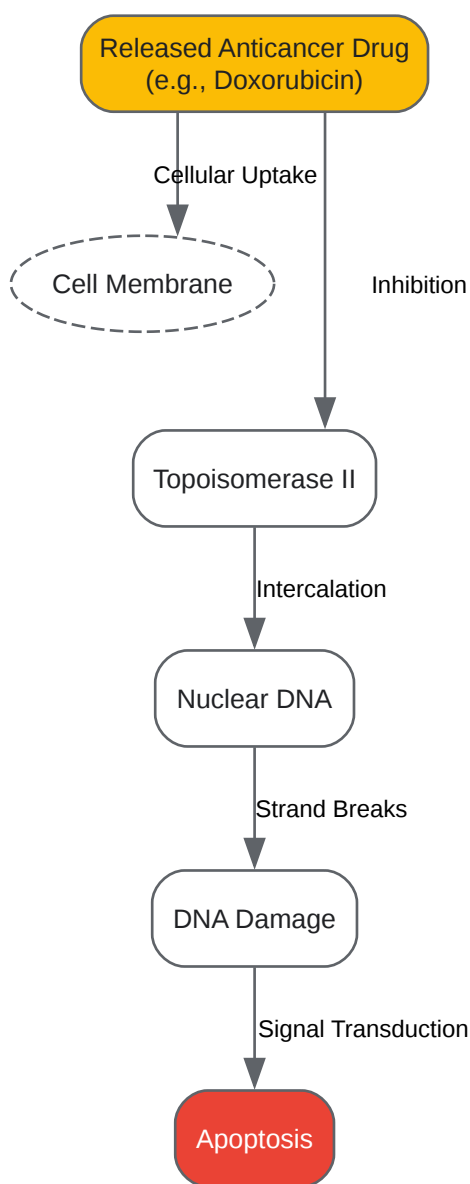 Released Anticancer Drug
(e.g., Doxorubicin)
Cellular Uptake
Cell Membrane
Inhibition
Topoisomerase II
Intercalation
Nuclear DNA
Strand Breaks
DNA Damage
Signal Transduction
Apoptosis